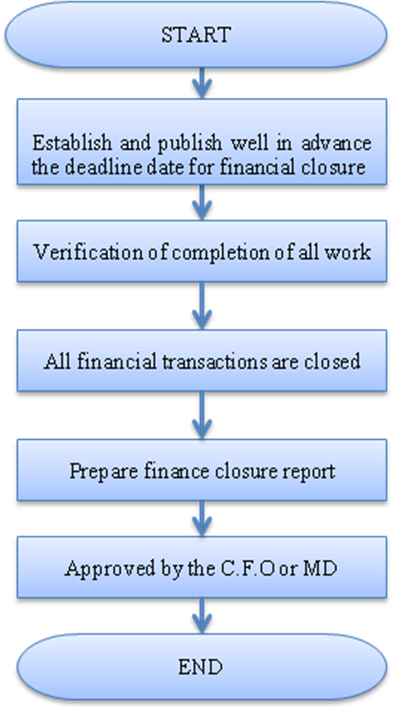 START
Establish and publish well in advance
the deadline date for financial closure
Verification of completion of all work
All financial transactions are closed
Prepare finance closure report
Approved by the C.F.O or MD
END